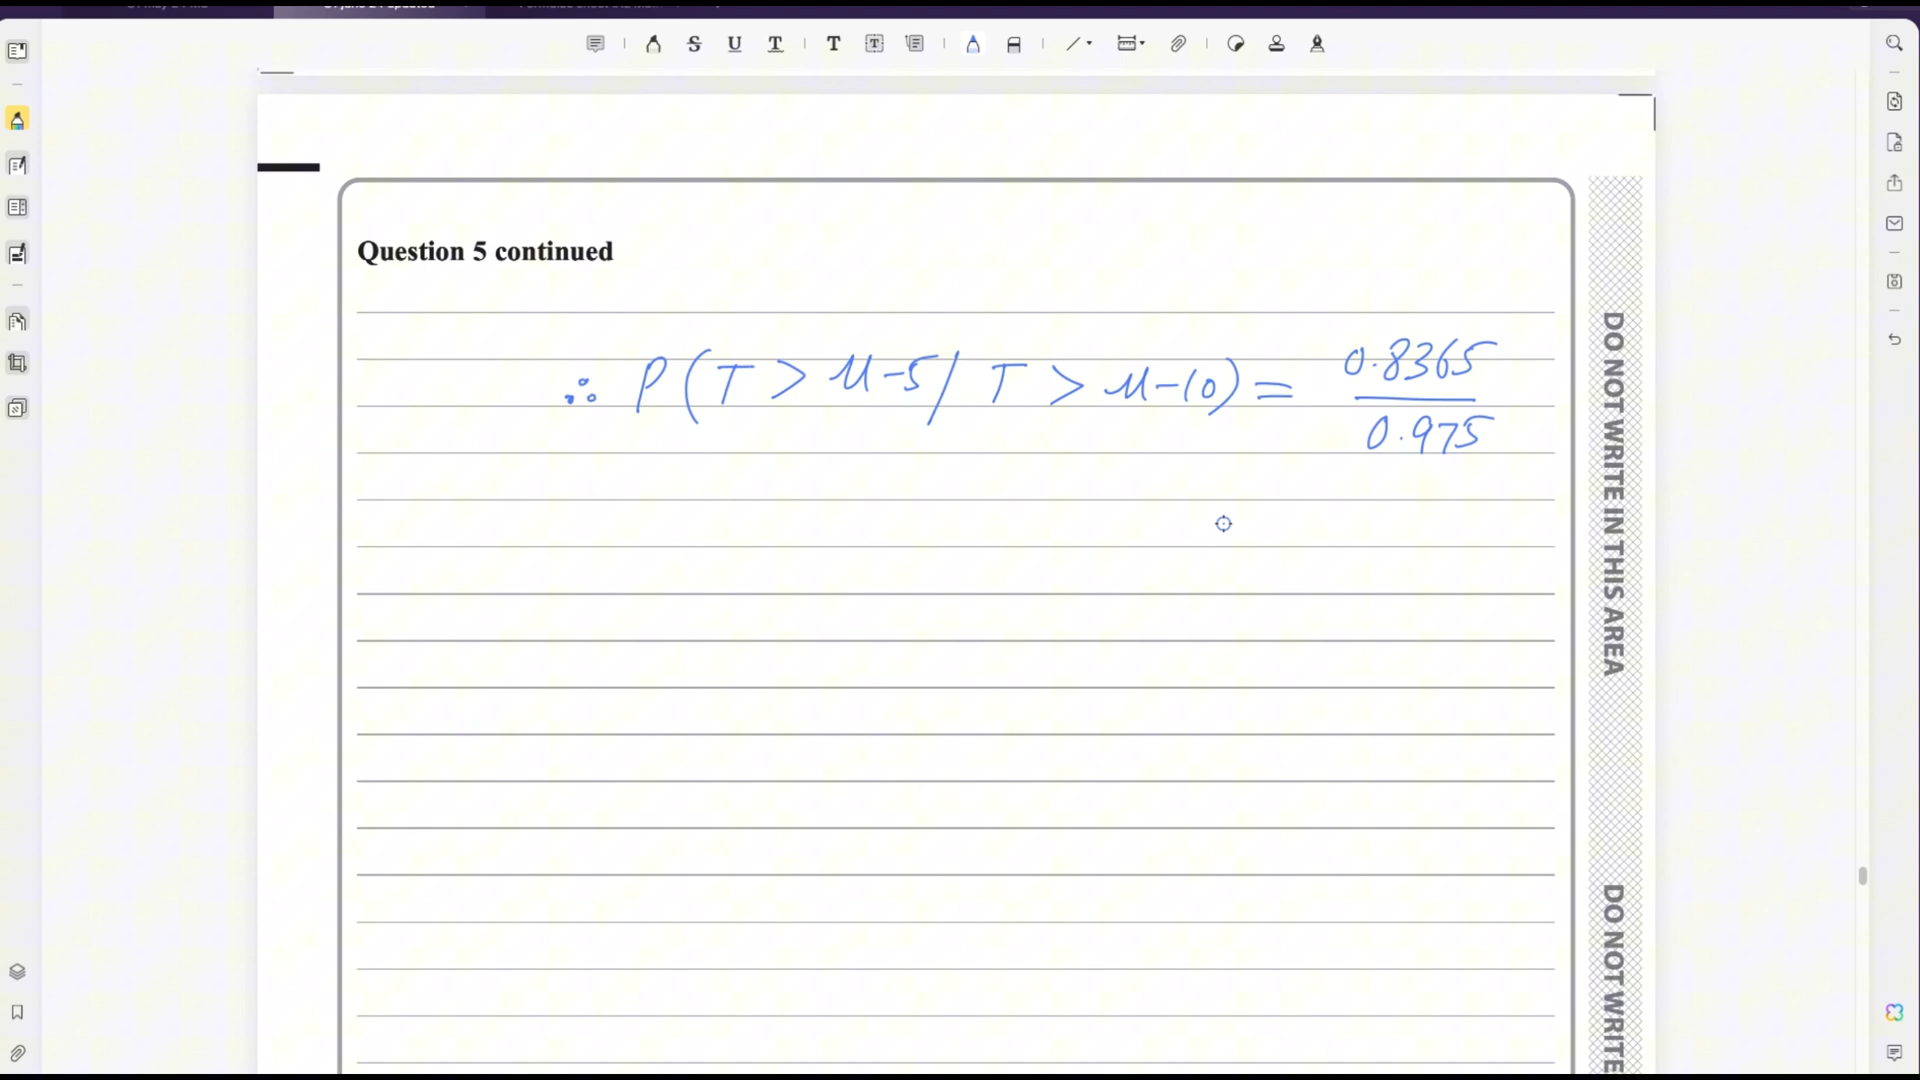 Question 5 continued
∴ P(T > μ-5 / T > μ-10) = 0.8365
0.975
DO NOT WRITE IN THIS AREA
DO NOT WRITE